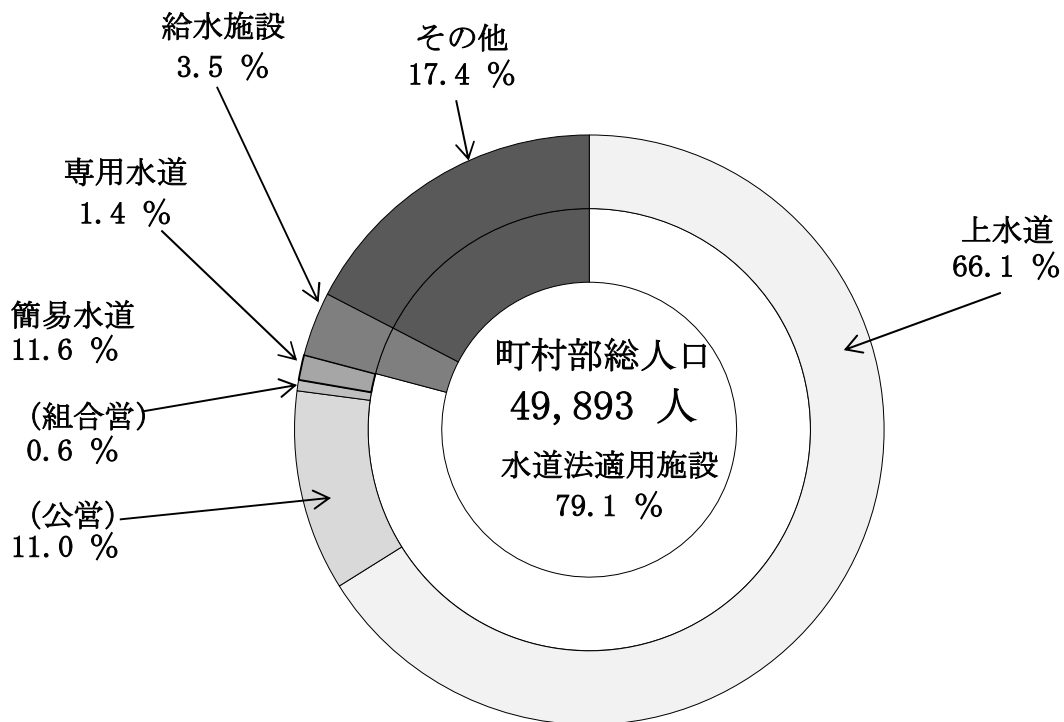 給水施設
3.5 %
その他
17.4 %
専用水道
1.4 %
上水道
66.1 %
簡易水道
11.6 %
(組合営)
0.6 %
(公営)
11.0 %
町村部総人口
49,893 人
水道法適用施設
79.1 %